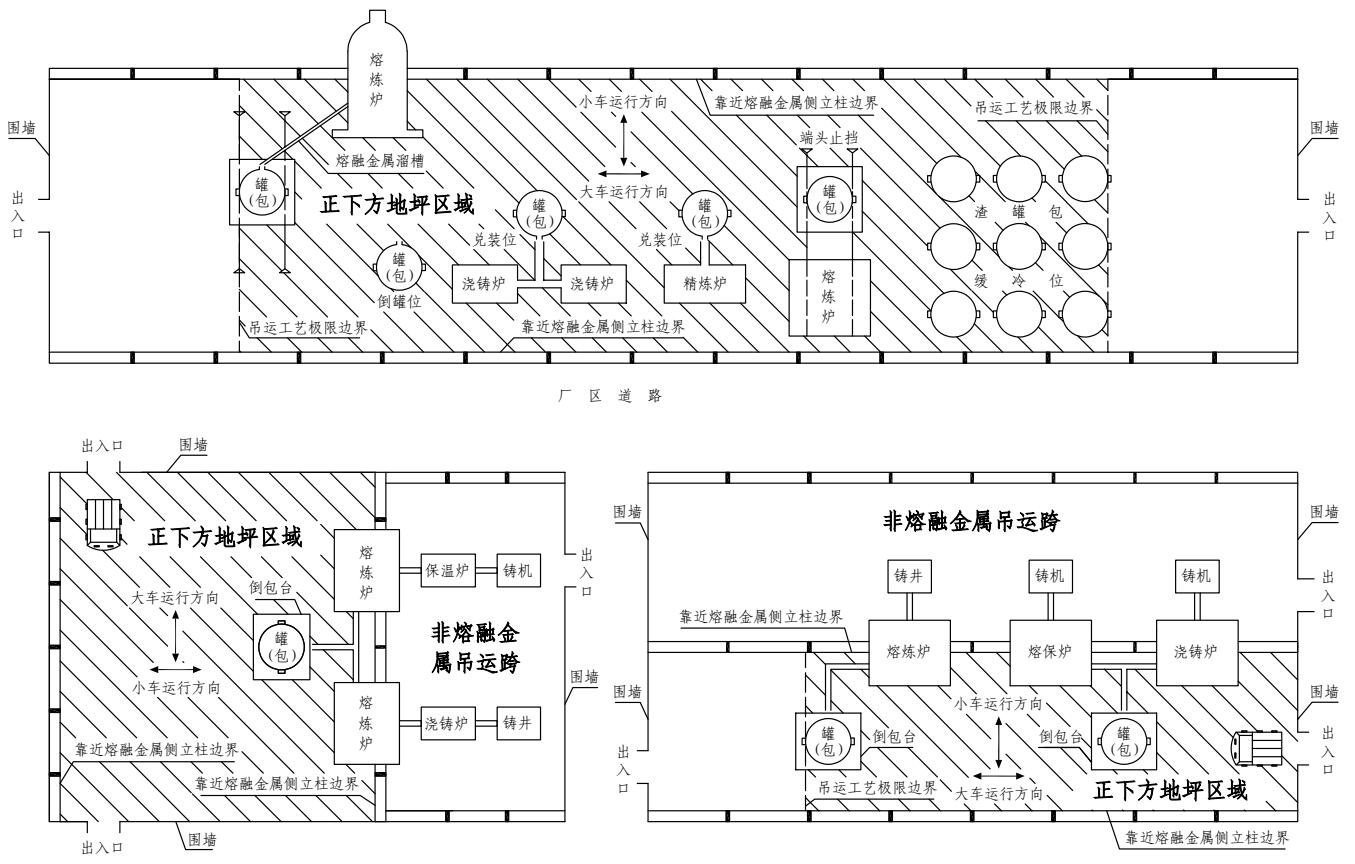 熔炼炉
小车运行方向
靠近熔融金属侧立柱边界
吊运工艺极限边界
围墙
围墙
端头止挡
熔融金属溜槽
大车运行方向
罐(包)
正下方地坪区域
罐(包)
罐(包)
罐(包)
出入口
出入口
渣罐包
兑装位
兑装位
罐(包)
倒罐位
浇铸炉
浇铸炉
精炼炉
熔炼炉
缓冷位
吊运工艺极限边界
靠近熔融金属侧立柱边界
厂区道路
出入口
围墙
正下方地坪区域
熔炼炉
保温炉
铸机
出入口
倒包台
大车运行方向
罐(包)
非熔融金
属吊运跨
小车运行方向
围墙
熔炼炉
浇铸炉
铸井
靠近熔融金属侧立柱边界
靠近熔融金属侧立柱边界
出入口
围墙
围墙
非熔融金属吊运跨
围墙
铸井
铸机
铸机
出入口
靠近熔融金属侧立柱边界
熔炼炉
熔保炉
浇铸炉
围墙
围墙
小车运行方向
罐(包)
倒包台
倒包台
罐(包)
出入口
出入口
吊运工艺极限边界
大车运行方向
正下方地坪区域
靠近熔融金属侧立柱边界